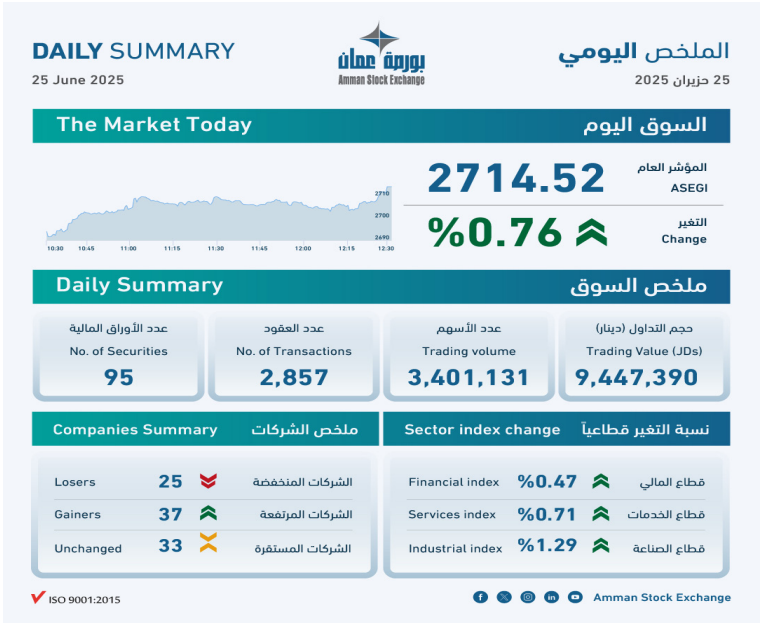 DAILY SUMMARY
25 June 2025
بورصة عمان
Amman Stock Exchange
الملخص اليومي
25 حزيران 2025
The Market Today
السوق اليوم
2710
2700
2690
10:30 10:45 11:00 11:15 11:30 11:45 12:00 12:15 12:30
2714.52
المؤشر العام
ASEGI
%0.76
التغير
Change
Daily Summary
ملخص السوق
عدد الأوراق المالية
No. of Securities
95
عدد العقود
No. of Transactions
2,857
عدد الأسهم
Trading volume
3,401,131
حجم التداول (دينار)
Trading Value (JDs)
9,447,390
Companies Summary ملخص الشركات
Losers 25 الشركات المنخفضة
Gainers 37 الشركات المرتفعة
Unchanged 33 الشركات المستقرة
Sector index change نسبة التغير قطاعياً
Financial index %0.47 قطاع المالي
Services index %0.71 قطاع الخدمات
Industrial index %1.29 قطاع الصناعة
ISO 9001:2015
Amman Stock Exchange